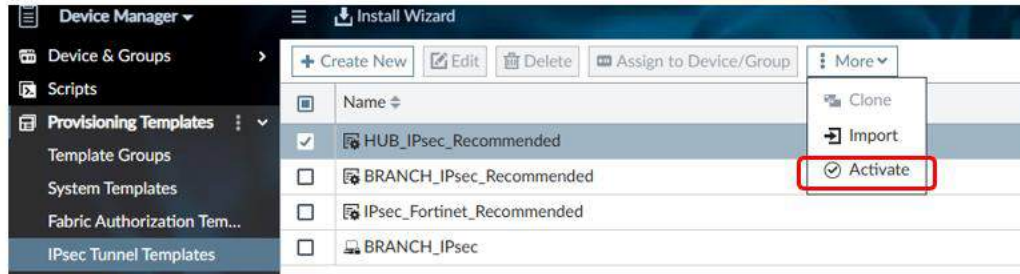 Device Manager
Install Wizard
Device & Groups
Scripts
Provisioning Templates
Template Groups
System Templates
Fabric Authorization Tem...
IPsec Tunnel Templates
+ Create New Edit Delete Assign to Device/Group More
Name
HUB_IPsec_Recommended
BRANCH_IPsec_Recommended
IPsec_Fortinet_Recommended
BRANCH_IPsec
Clone
Import
Activate